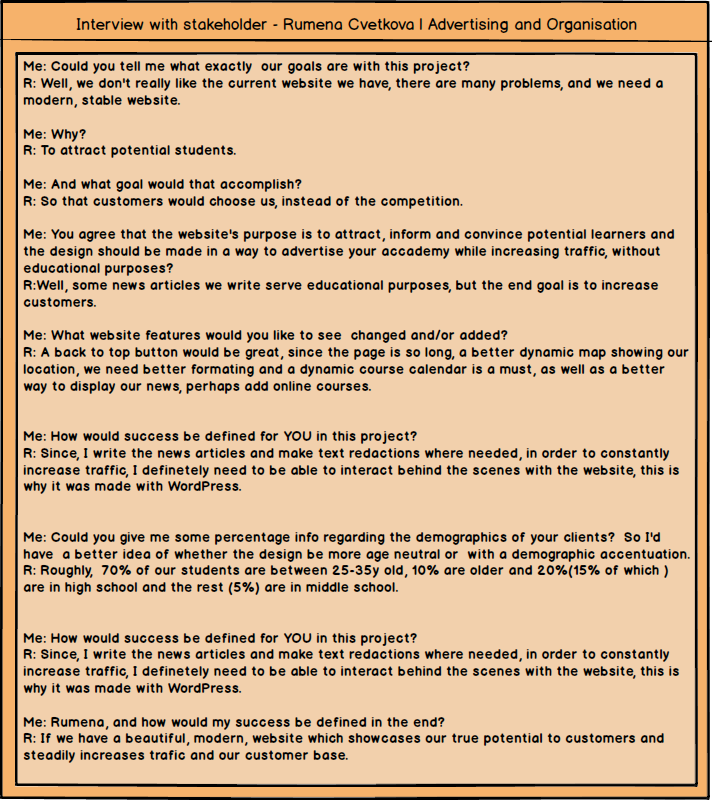 Interview with stakeholder - Rumena Cvetkova | Advertising and Organisation
Me: Could you tell me what exactly our goals are with this project?
R: Well, we don't really like the current website we have, there are many problems, and we need a
modern, stable website.
Me: Why?
R: To attract potential students.
Me: And what goal would that accomplish?
R: So that customers would choose us, instead of the competition.
Me: You agree that the website's purpose is to attract, inform and convince potential learners and
the design should be made in a way to advertise your accademy while increasing traffic, without
educational purposes?
R:Well, some news articles we write serve educational purposes, but the end goal is to increase
customers.
Me: What website features would you like to see changed and/or added?
R: A back to top button would be great, since the page is so long, a better dynamic map showing our
location, we need better formating and a dynamic course calendar is a must, as well as a better
way to display our news, perhaps add online courses.
Me: How would success be defined for YOU in this project?
R: Since, I write the news articles and make text redactions where needed, in order to constantly
increase traffic, I definetely need to be able to interact behind the scenes with the website, this is
why it was made with WordPress.
Me: Could you give me some percentage info regarding the demographics of your clients? So I'd
have a better idea of whether the design be more age neutral or with a demographic accentuation.
R: Roughly, 70% of our students are between 25-35y old, 10% are older and 20%(15% of which )
are in high school and the rest (5%) are in middle school.
Me: How would success be defined for YOU in this project?
R: Since, I write the news articles and make text redactions where needed, in order to constantly
increase traffic, I definetely need to be able to interact behind the scenes with the website, this is
why it was made with WordPress.
Me: Rumena, and how would my success be defined in the end?
R: If we have a beautiful, modern, website which showcases our true potential to customers and
steadily increases trafic and our customer base.